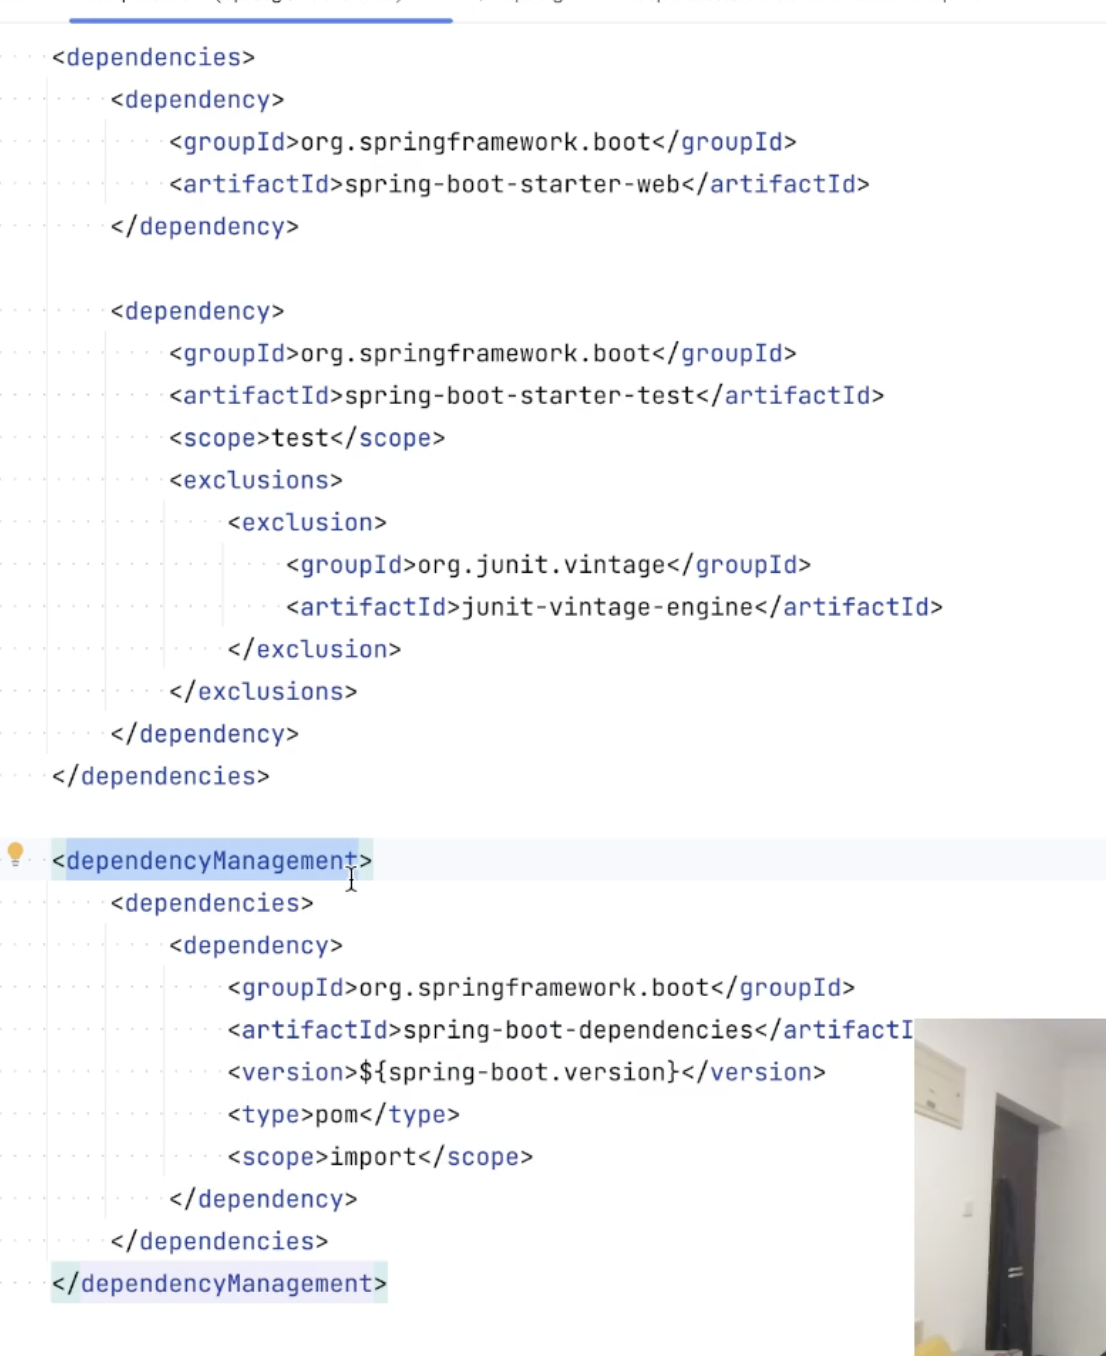 <dependencies>
<dependency>
<groupId>org.springframework.boot</groupId>
<artifactId>spring-boot-starter-web</artifactId>
</dependency>
<dependency>
<groupId>org.springframework.boot</groupId>
<artifactId>spring-boot-starter-test</artifactId>
<scope>test</scope>
<exclusions>
<exclusion>
<groupId>org.junit.vintage</groupId>
<artifactId>junit-vintage-engine</artifactId>
</exclusion>
</exclusions>
</dependency>
</dependencies>
<dependencyManagement>
<dependencies>
<dependency>
<groupId>org.springframework.boot</groupId>
<artifactId>spring-boot-dependencies</artifactI
<version>${spring-boot.version}</version>
<type>pom</type>
<scope>import</scope>
</dependency>
</dependencies>
</dependencyManagement>